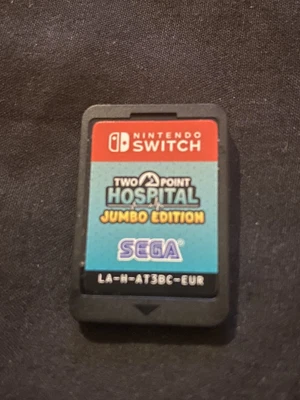 NINTENDO
SWITCH
TWO POINT
HOSPITAL
JUMBO EDITION
SEGA®
LA-H-AT3BC-EUR